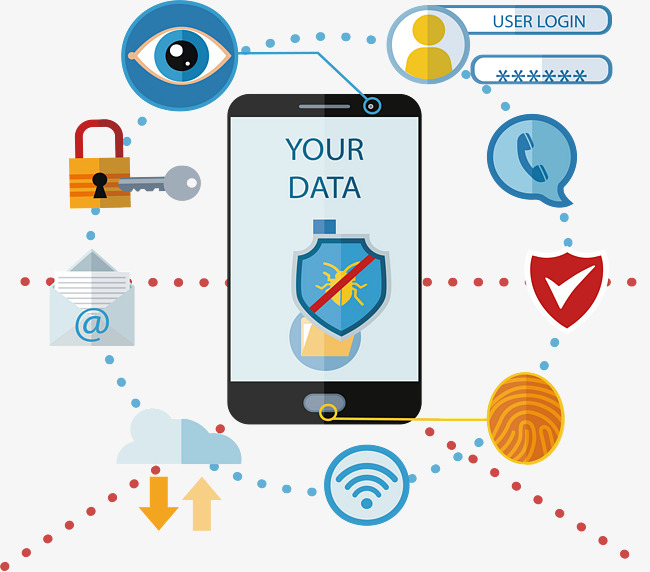 USER LOGIN
******
YOUR
DATA
@